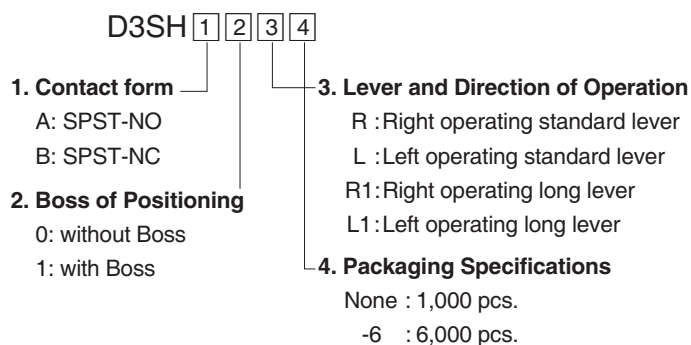 D3SH 1 2 3 4
1. Contact form
A: SPST-NO
B: SPST-NC
2. Boss of Positioning
0: without Boss
1: with Boss
3. Lever and Direction of Operation
R :Right operating standard lever
L :Left operating standard lever
R1:Right operating long lever
L1:Left operating long lever
4. Packaging Specifications
None : 1,000 pcs.
-6 : 6,000 pcs.